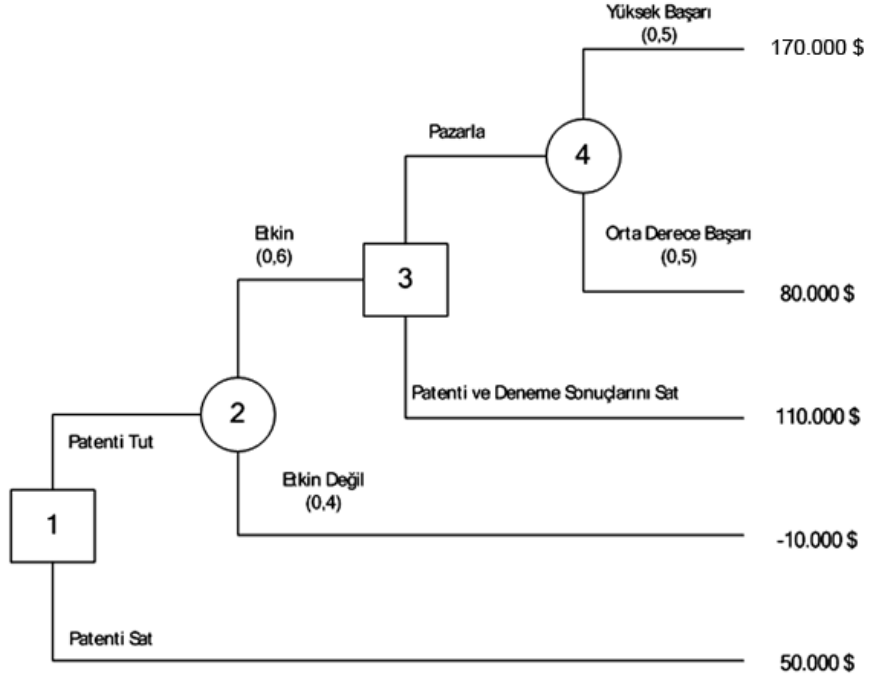 Yüksek Başarı
(0,5)
170.000 $
Pazarla
4
Etkin
(0,6)
Orta Derece Başarı
(0,5)
3
80.000 $
Patenti ve Deneme Sonuçlarını Sat
2
110.000 $
Patenti Tut
Etkin Değil
(0,4)
1
-10.000 $
Patenti Sat
50.000 $